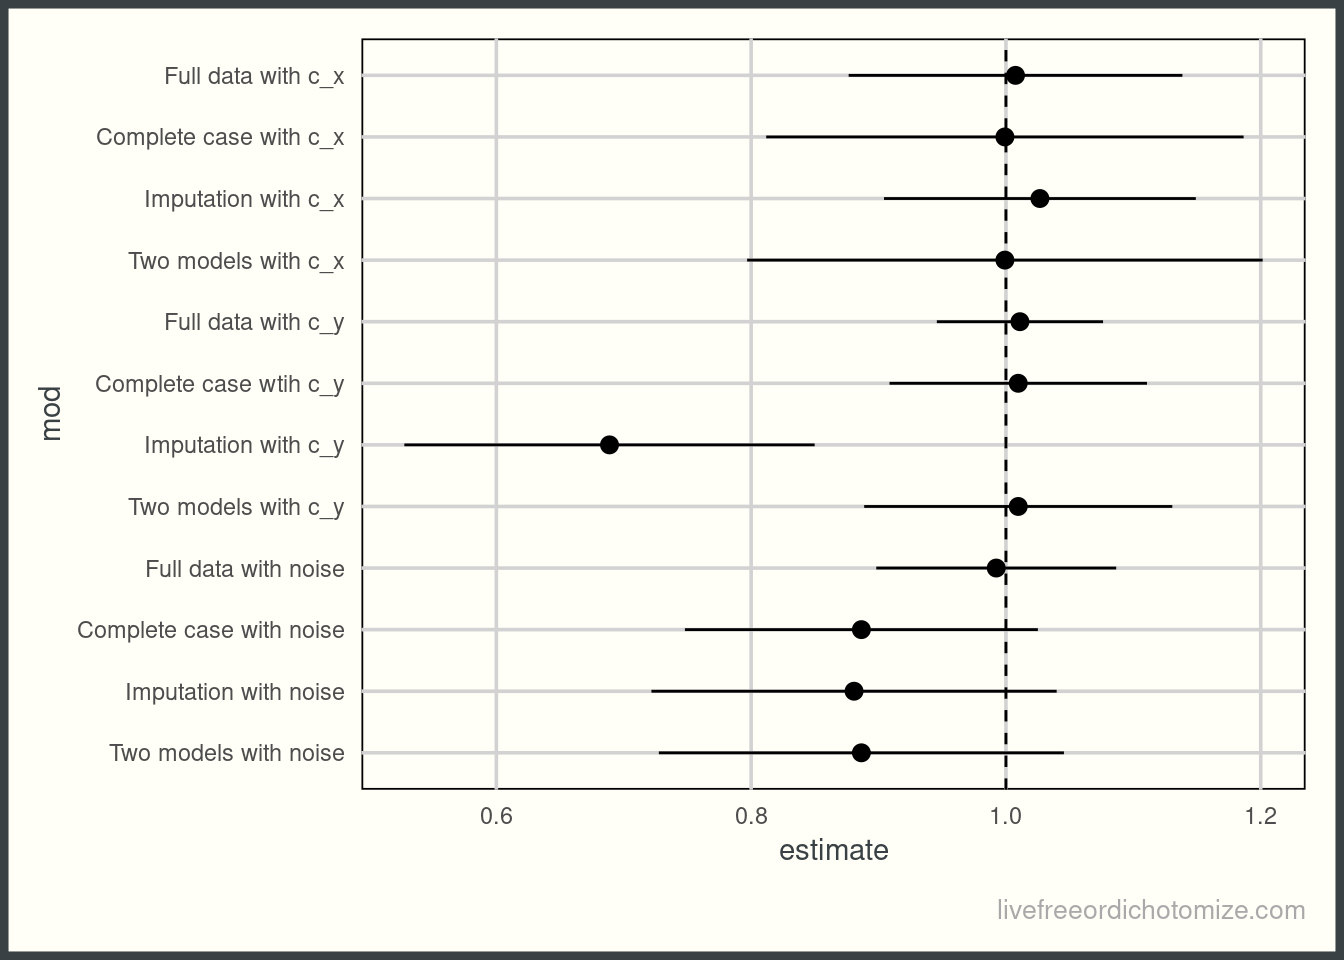 Full data with c_x
Complete case with c_x
Imputation with c_x
Two models with c_x
Full data with c_y
Complete case wtih c_y
Imputation with c_y
Two models with c_y
Full data with noise
Complete case with noise
Imputation with noise
Two models with noise
mod
0.6 0.8 1.0 1.2
estimate
livefreeordichotomize.com